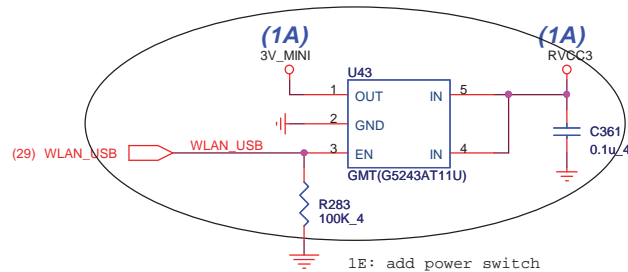 (1A) (1A)
3V_MINI RVCC3
U43
1 OUT IN 5
2 GND
(29) WLAN_USB WLAN_USB 3 EN IN 4
GMT(G5243AT11U)
C361
0.1u_4
R283
100K_4
1E: add power switch